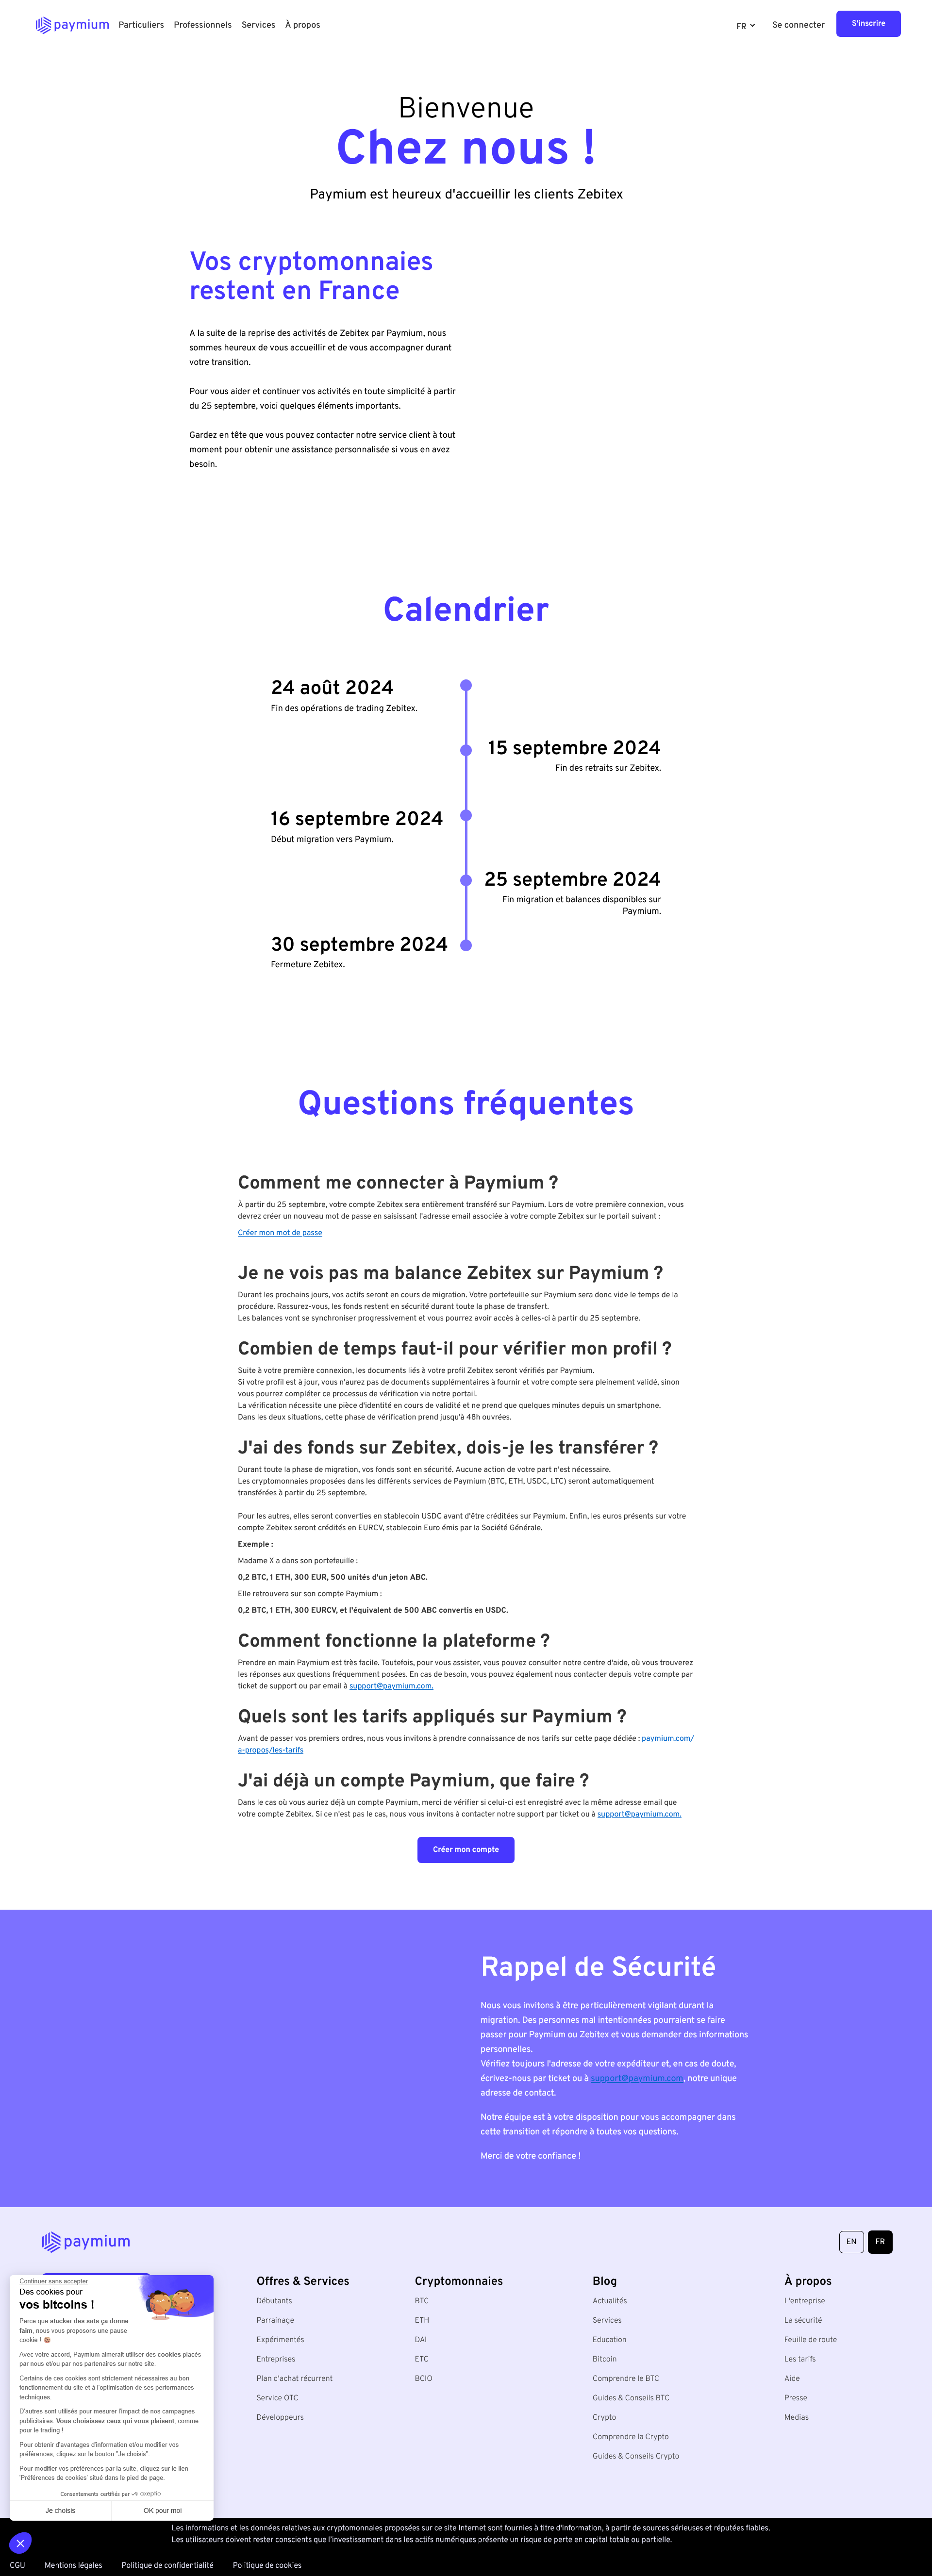 paymium
Particuliers
Professionnels
Services
À propos
FR
Se connecter
S'inscrire
Bienvenue
Chez nous !
Paymium est heureux d'accueillir les clients Zebitex
Vos cryptomonnaies
restent en France
A la suite de la reprise des activités de Zebitex par Paymium, nous
sommes heureux de vous accueillir et de vous accompagner durant
votre transition.
Pour vous aider et continuer vos activités en toute simplicité à partir
du 25 septembre, voici quelques éléments importants.
Gardez en tête que vous pouvez contacter notre service client à tout
moment pour obtenir une assistance personnalisée si vous en avez
besoin.
Calendrier
24 août 2024
Fin des opérations de trading Zebitex.
15 septembre 2024
Fin des retraits sur Zebitex.
16 septembre 2024
Début migration vers Paymium.
25 septembre 2024
Fin migration et balances disponibles sur
Paymium.
30 septembre 2024
Fermeture Zebitex.
Questions fréquentes
Comment me connecter à Paymium ?
À partir du 25 septembre, votre compte Zebitex sera entièrement transféré sur Paymium. Lors de votre première connexion, vous
devrez créer un nouveau mot de passe en saisissant l'adresse email associée à votre compte Zebitex sur le portail suivant :
Créer mon mot de passe
Je ne vois pas ma balance Zebitex sur Paymium ?
Durant les prochains jours, vos actifs seront en cours de migration. Votre portefeuille sur Paymium sera donc vide le temps de la
procédure. Rassurez-vous, les fonds restent en sécurité durant toute la phase de transfert.
Les balances vont se synchroniser progressivement et vous pourrez avoir accès à celles-ci à partir du 25 septembre.
Combien de temps faut-il pour vérifier mon profil ?
Suite à votre première connexion, les documents liés à votre profil Zebitex seront vérifiés par Paymium.
Si votre profil est à jour, vous n'aurez pas de documents supplémentaires à fournir et votre compte sera pleinement validé, sinon
vous pourrez compléter ce processus de vérification via notre portail.
La vérification nécessite une pièce d'identité en cours de validité et ne prend que quelques minutes depuis un smartphone.
Dans les deux situations, cette phase de vérification prend jusqu'à 48h ouvrées.
J'ai des fonds sur Zebitex, dois-je les transférer ?
Durant toute la phase de migration, vos fonds sont en sécurité. Aucune action de votre part n'est nécessaire.
Les cryptomonnaies proposées dans les différents services de Paymium (BTC, ETH, USDC, LTC) seront automatiquement
transférées à partir du 25 septembre.
Pour les autres, elles seront converties en stablecoin USDC avant d'être créditées sur Paymium. Enfin, les euros présents sur votre
compte Zebitex seront crédités en EURCV, stablecoin Euro émis par la Société Générale.
Exemple :
Madame X a dans son portefeuille :
0,2 BTC, 1 ETH, 300 EUR, 500 unités d'un jeton ABC.
Elle retrouvera sur son compte Paymium :
0,2 BTC, 1 ETH, 300 EURCV, et l'équivalent de 500 ABC convertis en USDC.
Comment fonctionne la plateforme ?
Prendre en main Paymium est très facile. Toutefois, pour vous assister, vous pouvez consulter notre centre d'aide, où vous trouverez
les réponses aux questions fréquemment posées. En cas de besoin, vous pouvez également nous contacter depuis votre compte par
ticket de support ou par email à support@paymium.com.
Quels sont les tarifs appliqués sur Paymium ?
Avant de passer vos premiers ordres, nous vous invitons à prendre connaissance de nos tarifs sur cette page dédiée : paymium.com/
a-propos/les-tarifs
J'ai déjà un compte Paymium, que faire ?
Dans le cas où vous auriez déjà un compte Paymium, merci de vérifier si celui-ci est enregistré avec la même adresse email que
votre compte Zebitex. Si ce n'est pas le cas, nous vous invitons à contacter notre support par ticket ou à support@paymium.com.
Créer mon compte
Rappel de Sécurité
Nous vous invitons à être particulièrement vigilant durant la
migration. Des personnes mal intentionnées pourraient se faire
passer pour Paymium ou Zebitex et vous demander des informations
personnelles.
Vérifiez toujours l'adresse de votre expéditeur et, en cas de doute,
écrivez-nous par ticket ou à support@paymium.com, notre unique
adresse de contact.
Notre équipe est à votre disposition pour vous accompagner dans
cette transition et répondre à toutes vos questions.
Merci de votre confiance !
paymium
EN
FR
Continuer sans accepter
Des cookies pour
vos bitcoins !
Parce que stacker des sats ça donne
faim, nous vous proposons une pause
cookie ! 🍪
Avec votre accord, Paymium aimerait utiliser des cookies placés
par nous et/ou par nos partenaires sur notre site.
Certains de ces cookies sont strictement nécessaires au bon
fonctionnement du site et à l'optimisation de ses performances
techniques.
D'autres sont utilisés pour mesurer l'impact de nos campagnes
publicitaires. Vous choisissez ceux qui vous plaisent, comme
pour le trading !
Pour obtenir d'avantages d'information et/ou modifier vos
préférences, cliquez sur le bouton "Je choisis".
Pour modifier vos préférences par la suite, cliquez sur le lien
'Préférences de cookies' situé dans le pied de page.
Consentements certifiés par axeptio
Je choisis
OK pour moi
Offres & Services
Débutants
Parrainage
Expérimentés
Entreprises
Plan d'achat récurrent
Service OTC
Développeurs
Cryptomonnaies
BTC
ETH
DAI
ETC
BCIO
Blog
Actualités
Services
Education
Bitcoin
Comprendre le BTC
Guides & Conseils BTC
Crypto
Comprendre la Crypto
Guides & Conseils Crypto
À propos
L'entreprise
La sécurité
Feuille de route
Les tarifs
Aide
Presse
Medias
Les informations et les données relatives aux cryptomonnaies proposées sur ce site Internet sont fournies à titre d'information, à partir de sources sérieuses et réputées fiables.
Les utilisateurs doivent rester conscients que l'investissement dans les actifs numériques présente un risque de perte en capital totale ou partielle.
CGU
Mentions légales
Politique de confidentialité
Politique de cookies